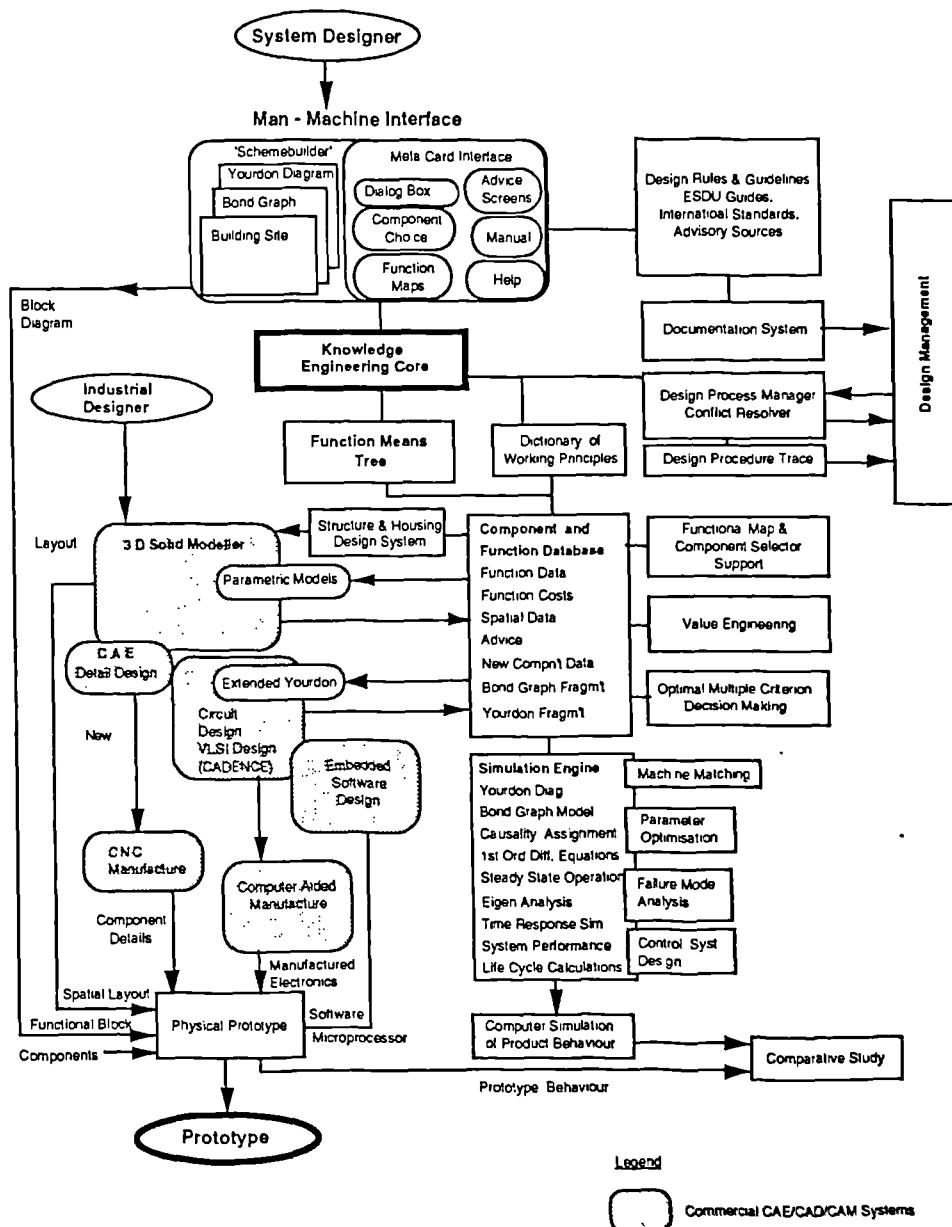 System Designer
Man - Machine Interface
'Schemebuilder'
Yourdon Diagram
Bond Graph
Building Site
Meta Card Interface
Dialog Box
Component
Choice
Function
Maps
Advice
Screens
Manual
Help
Design Rules & Guidelines
ESDU Guides,
International Standards,
Advisory Sources
Design Management
Block
Diagram
Documentation System
Knowledge
Engineering Core
Industrial
Designer
Design Process Manager
Conflict Resolver
Design Procedure Trace
Function Means
Tree
Dictionary of
Working Principles
Layout
3 D Solid Modeller
Structure & Housing
Design System
Parametric Models
Component and
Function Database
Function Data
Function Costs
Spatial Data
Advice
New Compn't Data
Bond Graph Fragm't
Yourdon Fragm't
Functional Map &
Component Selector
Support
Value Engineering
Optimal Multiple Criterion
Decision Making
C.A.E
Detail Design
Extended Yourdon
Circuit
Design
VLSI Design
(CADENCE)
New
Embedded
Software
Design
Simulation Engine
Yourdon Diag
Bond Graph Model
Causality Assignment
1st Ord Diff. Equations
Steady State Operation
Eigen Analysis
Time Response Sim
System Performance
Life Cycle Calculations
Machine Matching
Parameter
Optimisation
Failure Mode
Analysis
Control Syst
Design
CNC
Manufacture
Computer Aided
Manufacture
Component
Details
Manufactured
Electronics
Spatial Layout
Functional Block
Components
Physical Prototype
Software
Microprocessor
Computer Simulation
of Product Behaviour
Comparative Study
Prototype Behaviour
Prototype
Legend
Commercial CAE/CAD/CAM Systems